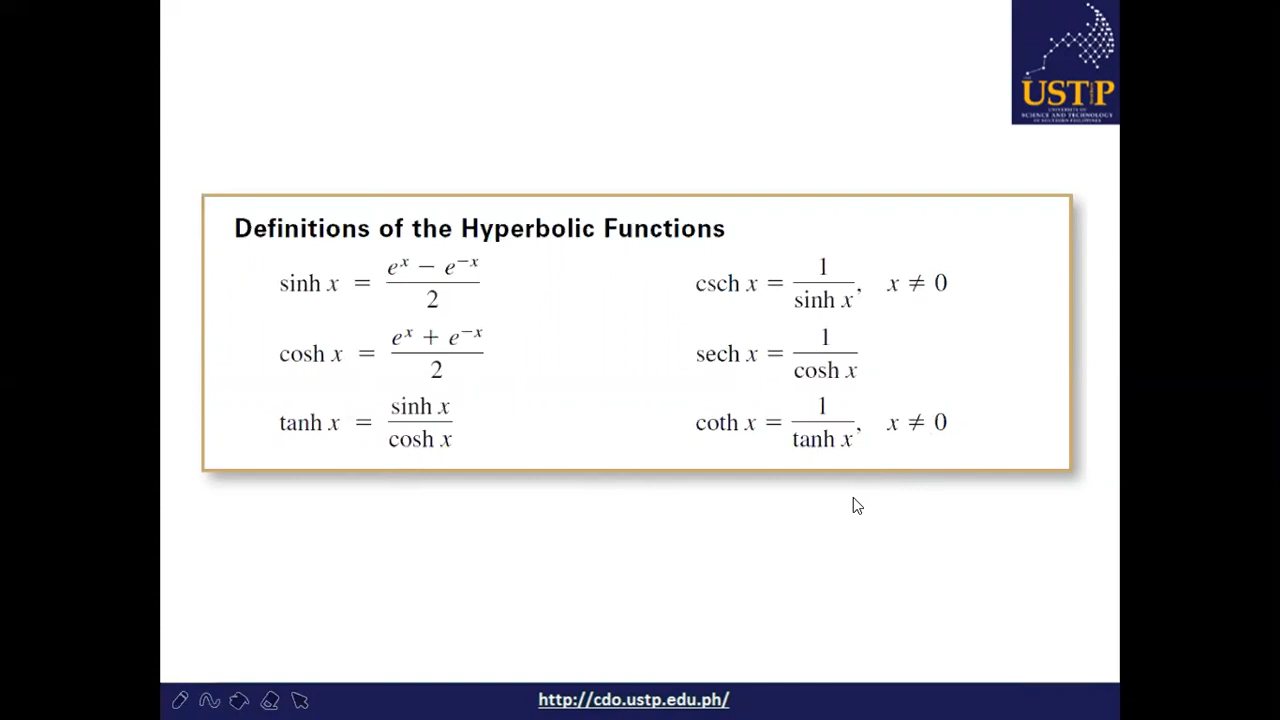 USTP
UNIVERSITY OF
SCIENCE AND TECHNOLOGY
OF SOUTHERN PHILIPPINES
Definitions of the Hyperbolic Functions
sinh x = (e^x − e^−x)/2
csch x = 1/(sinh x), x ≠ 0
cosh x = (e^x + e^−x)/2
sech x = 1/(cosh x)
tanh x = (sinh x)/(cosh x)
coth x = 1/(tanh x), x ≠ 0
http://cdo.ustp.edu.ph/